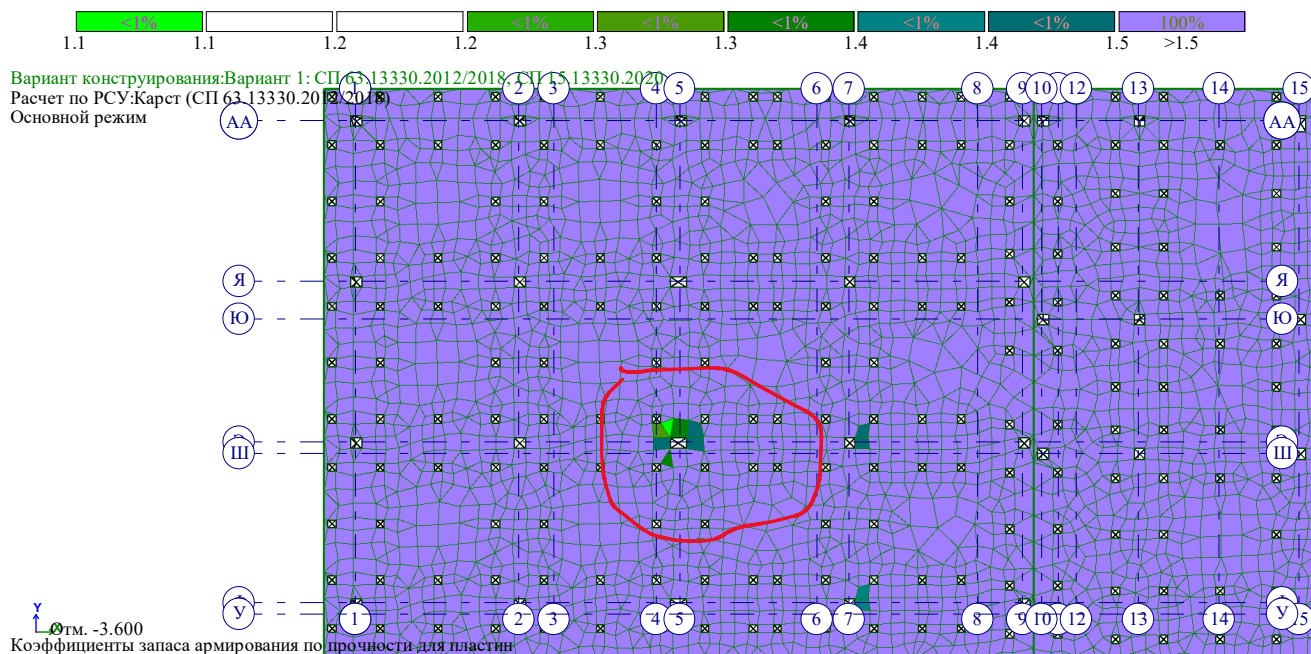 <1% <1% <1% <1% <1% <1% 100%
1.1 1.1 1.2 1.2 1.3 1.3 1.4 1.4 1.5 >1.5
Вариант конструирования:Вариант 1: СП 63.13330.2012/2018, СП 15.13330.2020
Расчет по РСУ:Карст (СП 63.13330.2012/2018)
Основной режим
1 2 3 4 5 6 7 8 9 10 12 13 14 15
АА АА
Я Я
Ю Ю
Ш Ш
У У
1 2 3 4 5 6 7 8 9 10 12 13 14 15
Y
X
Отм. -3.600
Коэффициенты запаса армирования по прочности для пластин